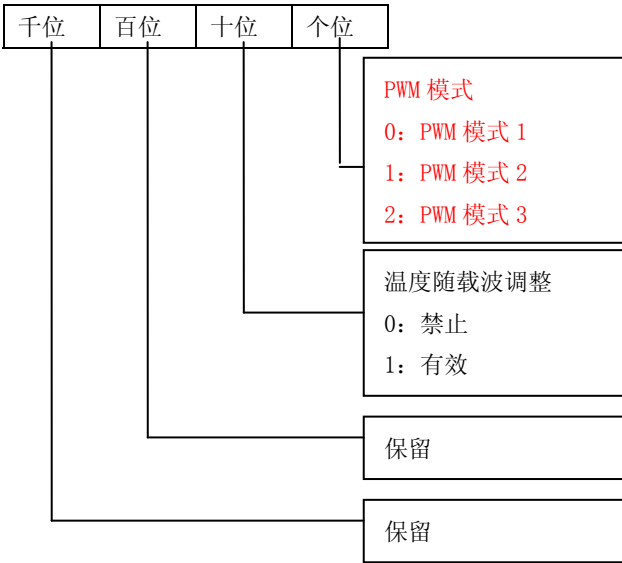 千位 百位 十位 个位
PWM 模式
0：PWM 模式 1
1：PWM 模式 2
2：PWM 模式 3
温度随载波调整
0：禁止
1：有效
保留
保留